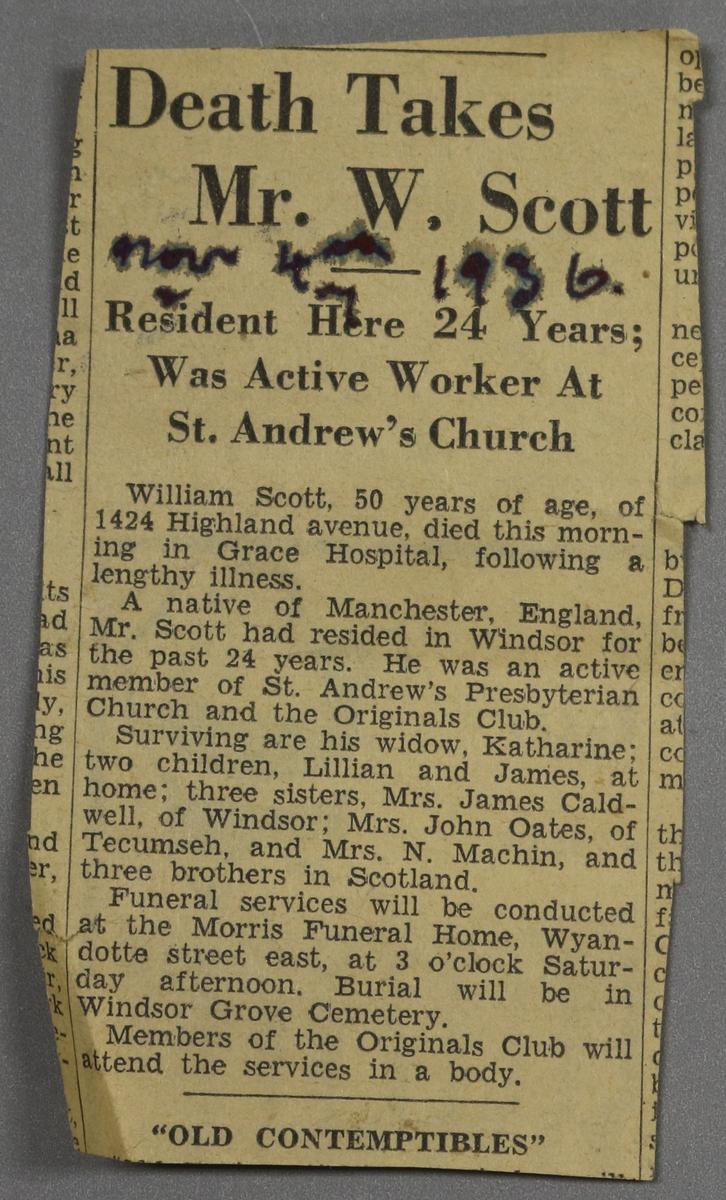 Death Takes
Mr. W. Scott
Nov 4 1936.
Resident Here 24 Years;
Was Active Worker At
St. Andrew's Church
William Scott, 50 years of age, of
1424 Highland avenue, died this morn-
ing in Grace Hospital, following a
lengthy illness.
A native of Manchester, England,
Mr. Scott had resided in Windsor for
the past 24 years. He was an active
member of St. Andrew's Presbyterian
Church and the Originals Club.
Surviving are his widow, Katharine;
two children, Lillian and James, at
home; three sisters, Mrs. James Cald-
well, of Windsor; Mrs. John Oates, of
Tecumseh, and Mrs. N. Machin, and
three brothers in Scotland.
Funeral services will be conducted
at the Morris Funeral Home, Wyan-
dotte street east, at 3 o'clock Satur-
day afternoon. Burial will be in
Windsor Grove Cemetery.
Members of the Originals Club will
attend the services in a body.
"OLD CONTEMPTIBLES"